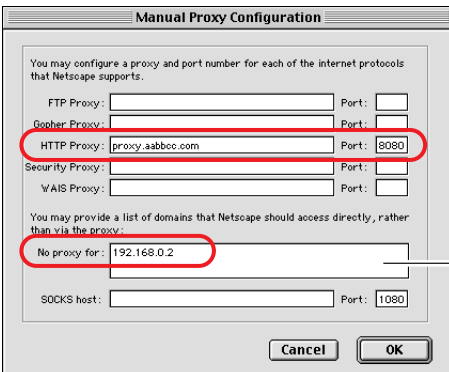 Manual Proxy Configuration
You may configure a proxy and port number for each of the internet protocols
that Netscape supports.
FTP Proxy: Port:
Gopher Proxy: Port:
HTTP Proxy: proxy.aabbcc.com Port: 8080
Security Proxy: Port:
WAIS Proxy: Port:
You may provide a list of domains that Netscape should access directly, rather
than via the proxy:
No proxy for: 192.168.0.2
SOCKS host: Port: 1080
Cancel OK